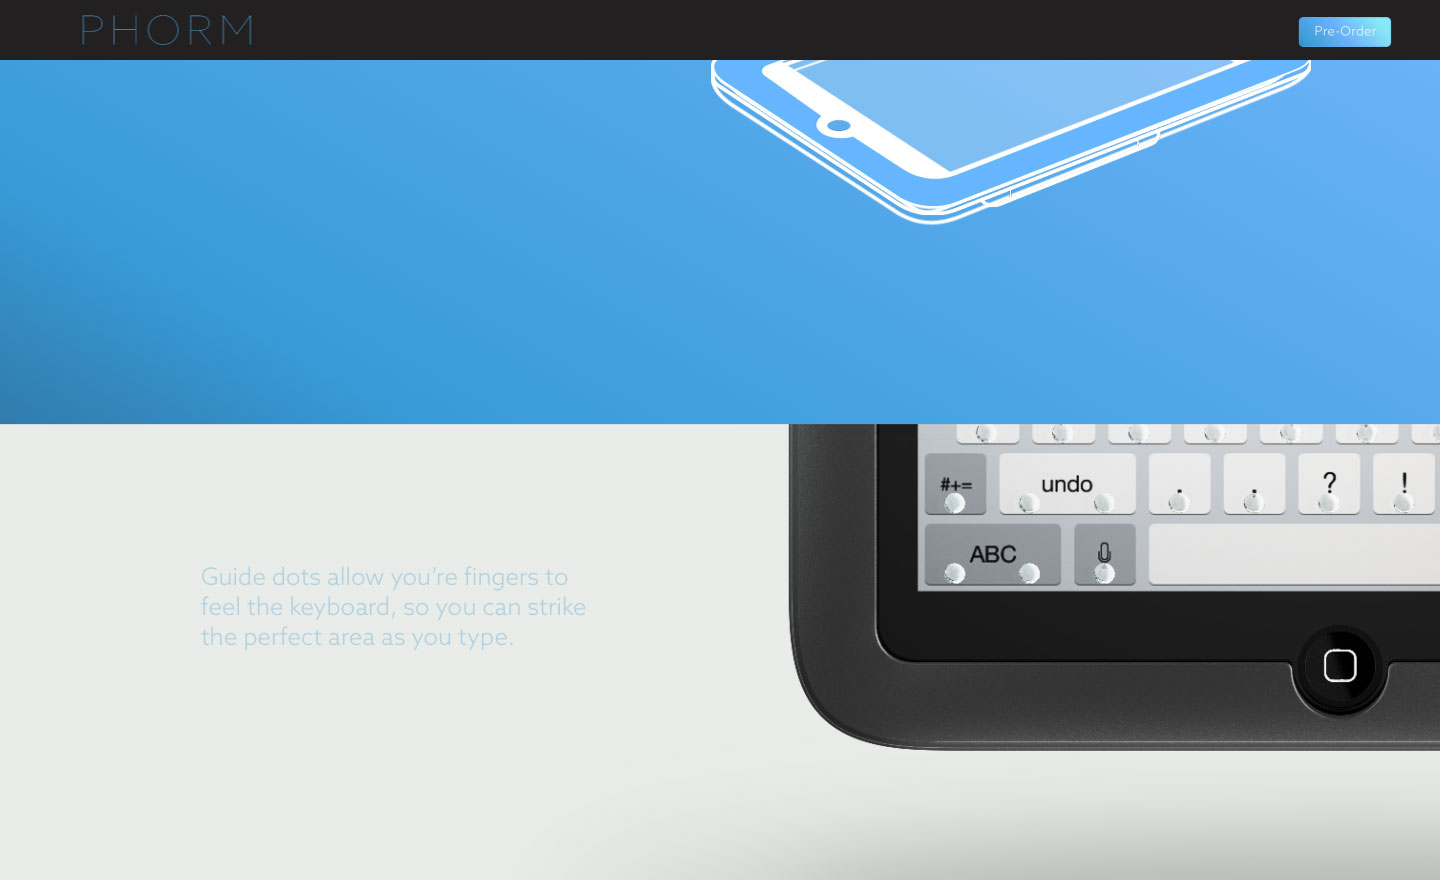 PHORM
Pre-Order
#+=
undo
.
,
?
!
ABC
Guide dots allow you're fingers to
feel the keyboard, so you can strike
the perfect area as you type.